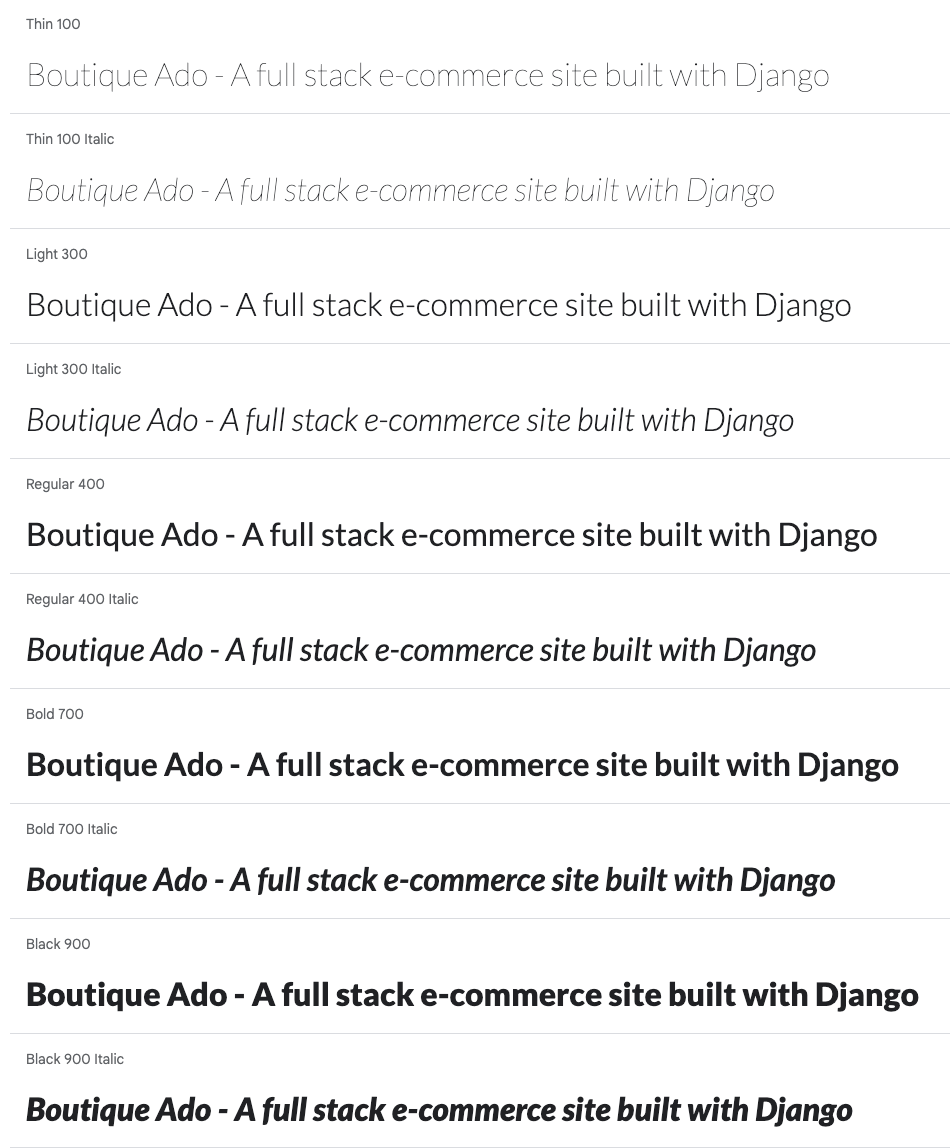 Thin 100
Boutique Ado - A full stack e-commerce site built with Django
Thin 100 Italic
Boutique Ado - A full stack e-commerce site built with Django
Light 300
Boutique Ado - A full stack e-commerce site built with Django
Light 300 Italic
Boutique Ado - A full stack e-commerce site built with Django
Regular 400
Boutique Ado - A full stack e-commerce site built with Django
Regular 400 Italic
Boutique Ado - A full stack e-commerce site built with Django
Bold 700
Boutique Ado - A full stack e-commerce site built with Django
Bold 700 Italic
Boutique Ado - A full stack e-commerce site built with Django
Black 900
Boutique Ado - A full stack e-commerce site built with Django
Black 900 Italic
Boutique Ado - A full stack e-commerce site built with Django